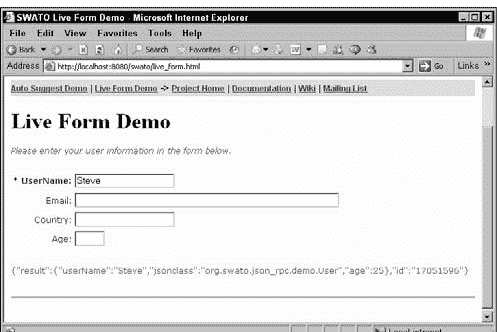 SWATO Live Form Demo - Microsoft Internet Explorer
File Edit View Favorites Tools Help
Back Search Favorites
Address http://localhost:8080/swato/live_form.html Go Links »
Auto Suggest Demo | Live Form Demo -> Project Home | Documentation | Wiki | Mailing List
Live Form Demo
Please enter your user information in the form below.
* UserName: Steve
Email:
Country:
Age:
{"result":{"userName":"Steve","jsonclass":"org.swato.json_rpc.demo.User","age":25},"id":"17051596"}
Local intranet